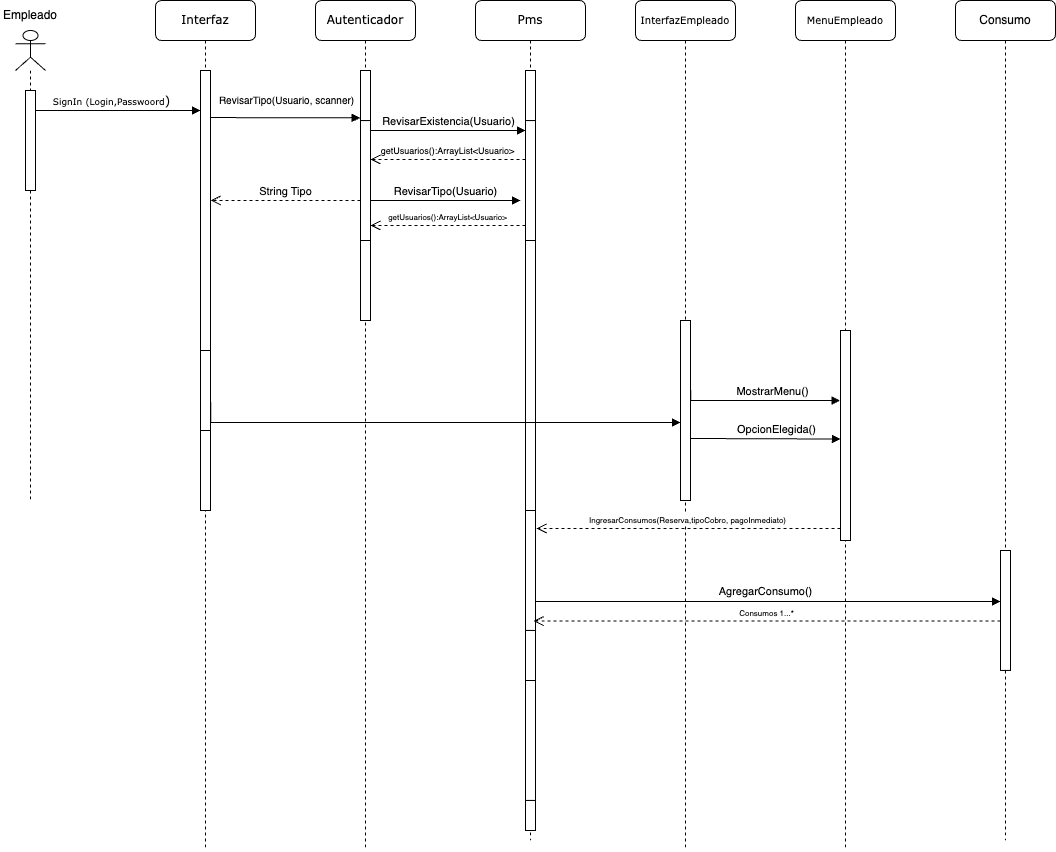 Empleado
Interfaz
Autenticador
Pms
InterfazEmpleado
MenuEmpleado
Consumo
SignIn (Login,Passwoord)
RevisarTipo(Usuario, scanner)
RevisarExistencia(Usuario)
getUsuarios():ArrayList<Usuario>
String Tipo
RevisarTipo(Usuario)
getUsuarios():ArrayList<Usuario>
MostrarMenu()
OpcionElegida()
IngresarConsumos(Reserva,tipoCobro, pagoInmediato)
AgregarConsumo()
Consumos 1...*